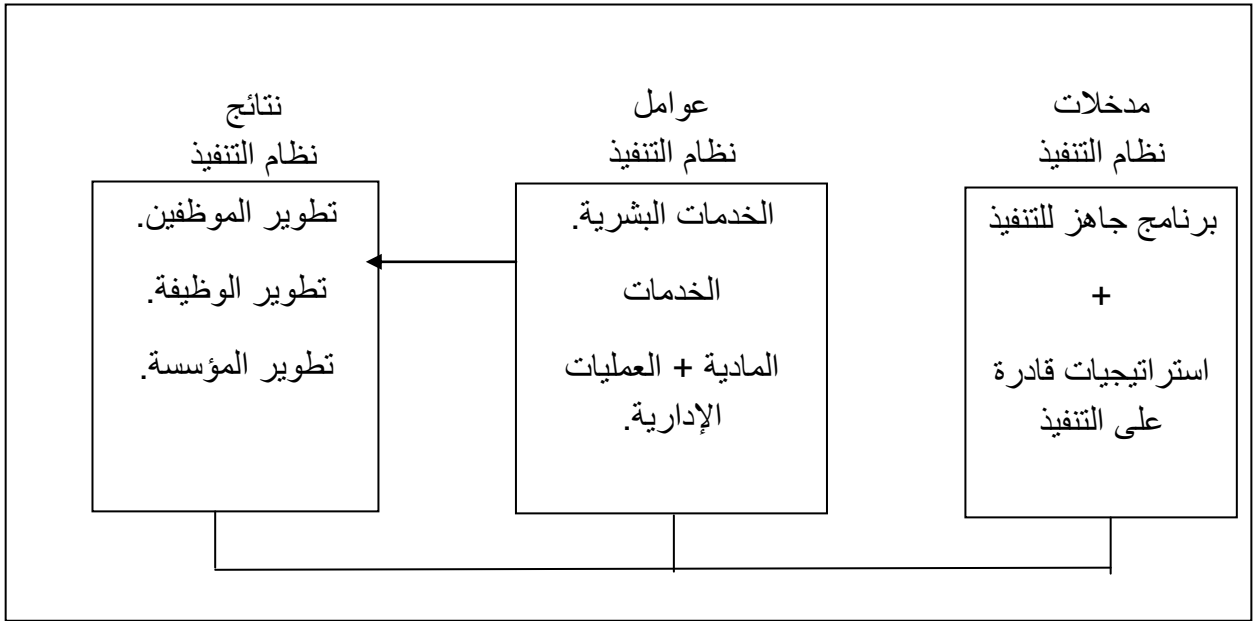 مدخلات
نظام التنفيذ
برنامج جاهز للتنفيذ
+
استراتيجيات قادرة
على التنفيذ
عوامل
نظام التنفيذ
الخدمات البشرية.
الخدمات
المادية + العمليات
الإدارية.
نتائج
نظام التنفيذ
تطوير الموظفين.
تطوير الوظيفة.
تطوير المؤسسة.